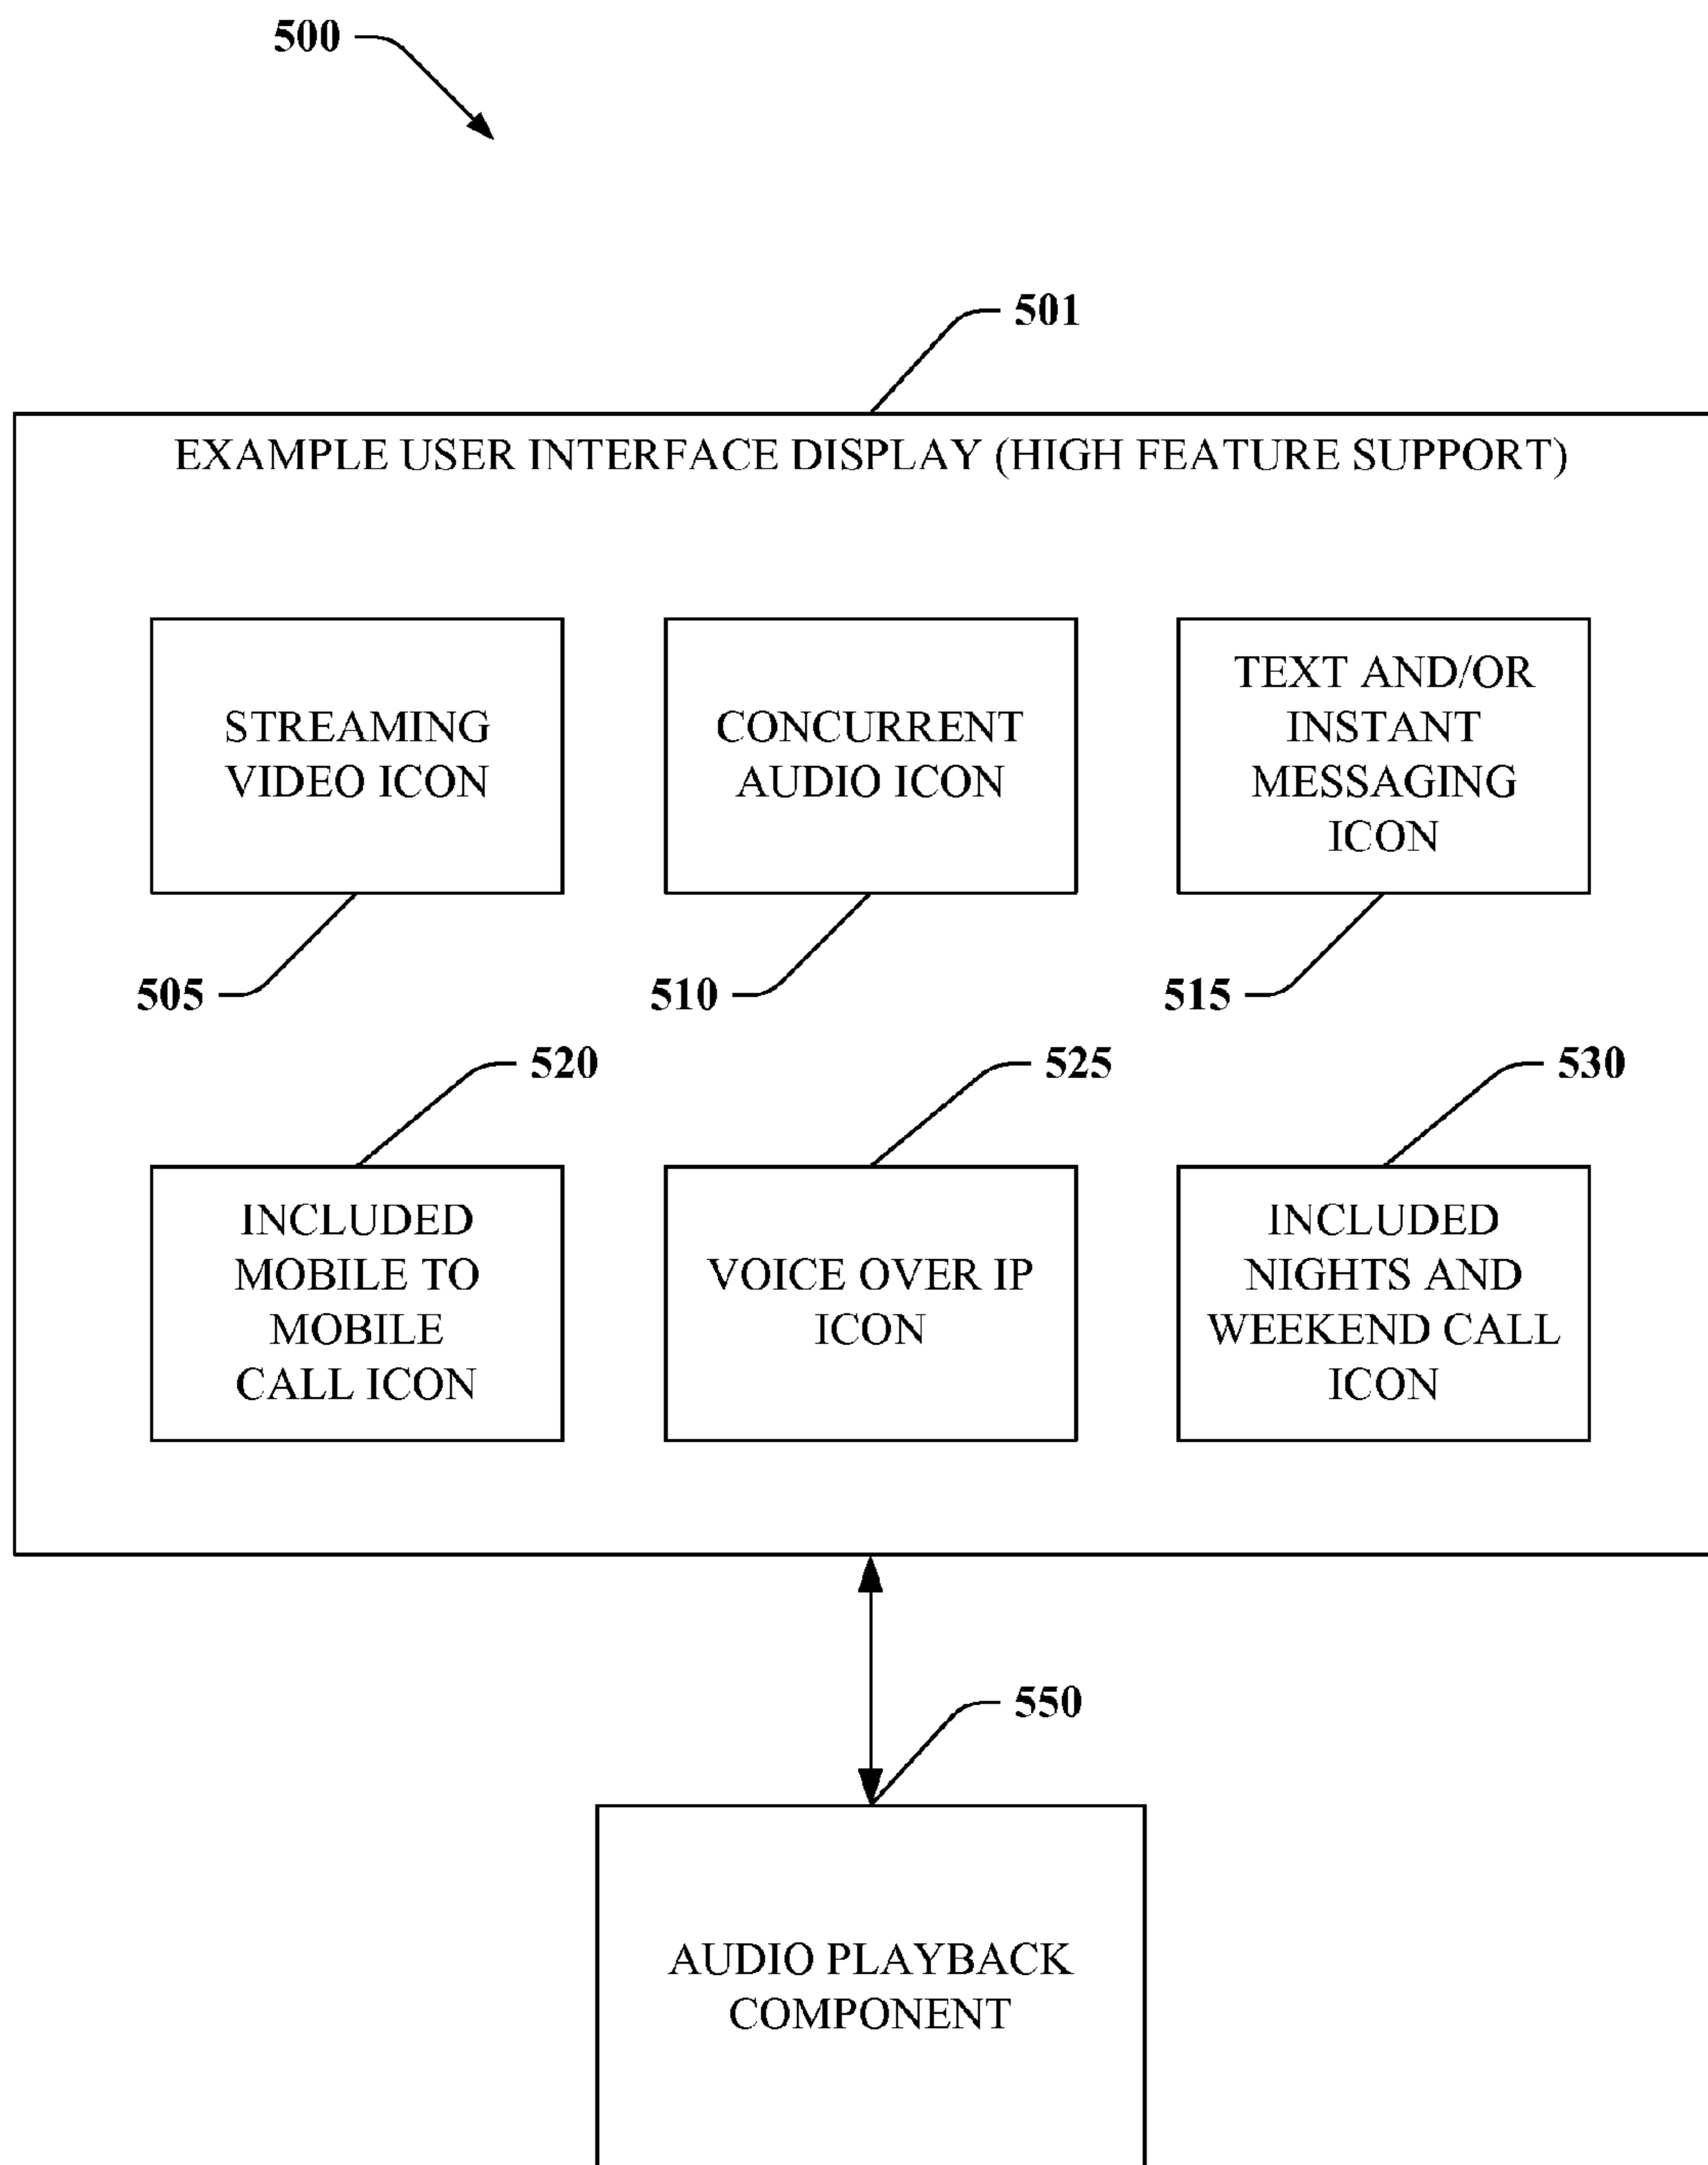 500
501
EXAMPLE USER INTERFACE DISPLAY (HIGH FEATURE SUPPORT)
STREAMING
VIDEO ICON
CONCURRENT
AUDIO ICON
TEXT AND/OR
INSTANT
MESSAGING
ICON
505
510
515
520
525
530
INCLUDED
MOBILE TO
MOBILE
CALL ICON
VOICE OVER IP
ICON
INCLUDED
NIGHTS AND
WEEKEND CALL
ICON
550
AUDIO PLAYBACK
COMPONENT